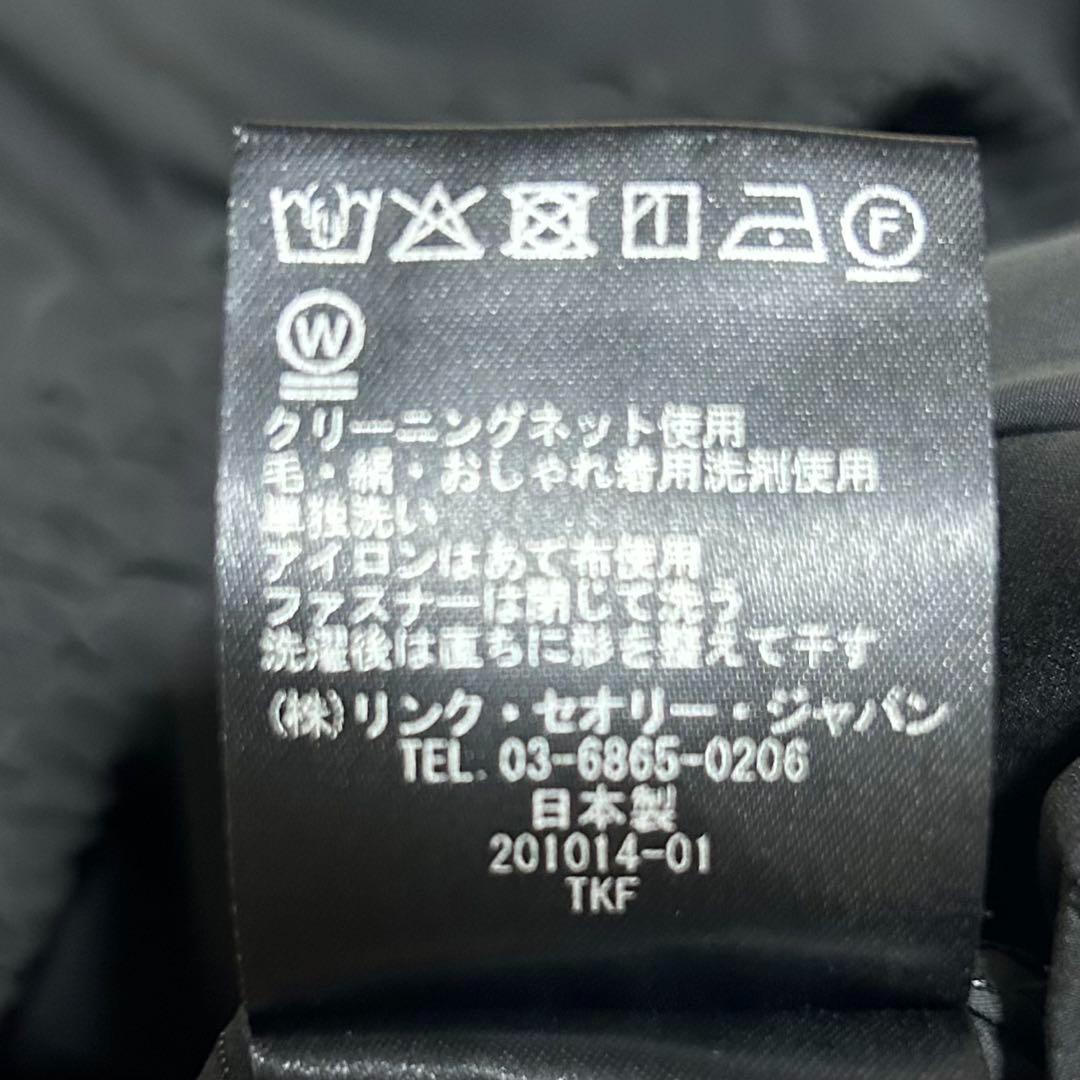 F
W
クリーニングネット使用
毛・絹・おしゃれ着用洗剤使用
単独洗い
アイロンはあて布使用
ファスナーは閉じて洗う
洗濯後は直ちに形を整えて干す
(株)リンク・セオリー・ジャパン
TEL. 03-6865-0206
日本製
201014-01
TKF